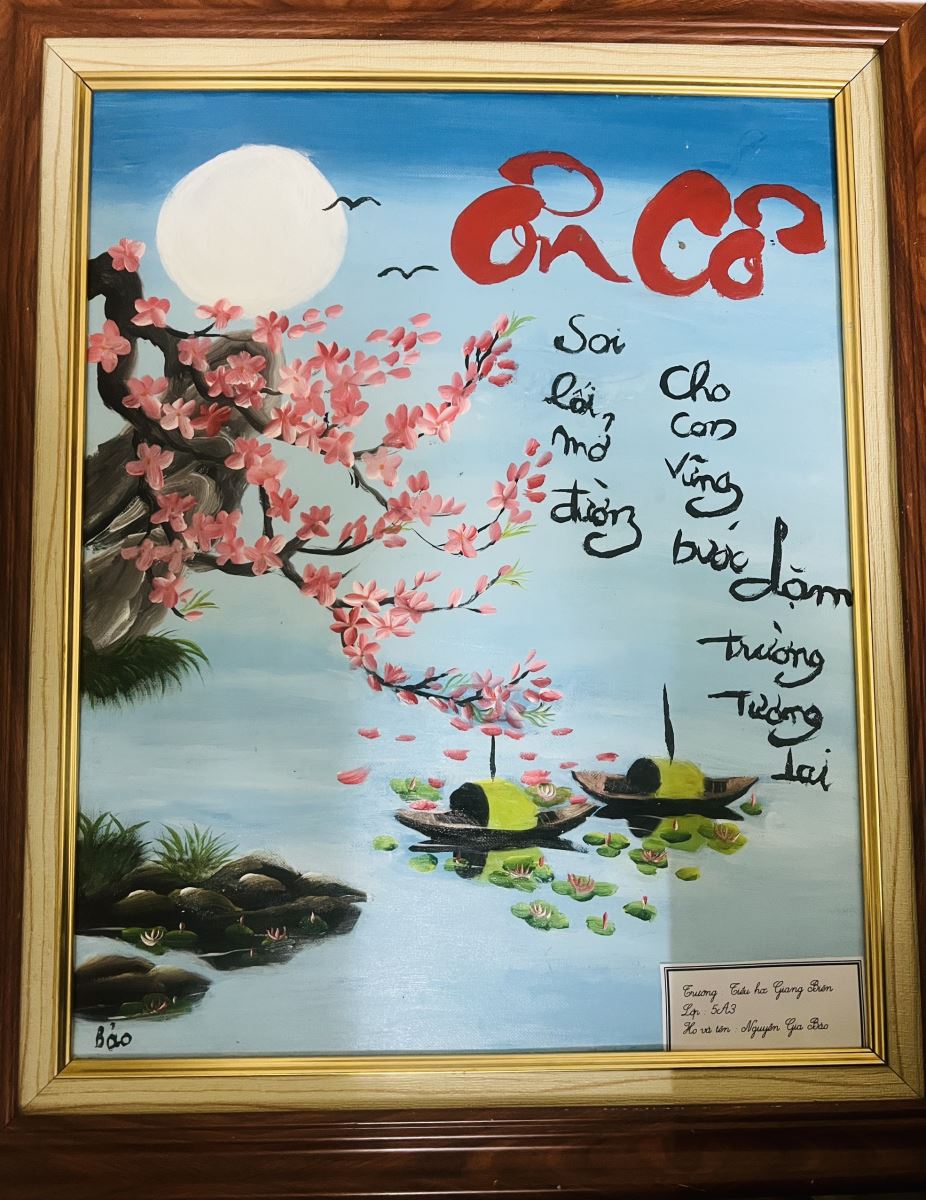 Ơn Cô
Soi
lối
mở
đường
Cho
con
vững
bước dặm
trường
Tương
lai
Bảo
Trường : Tiểu học Giang Biên
Lớp : 5A3
Họ và tên : Nguyễn Gia Bảo